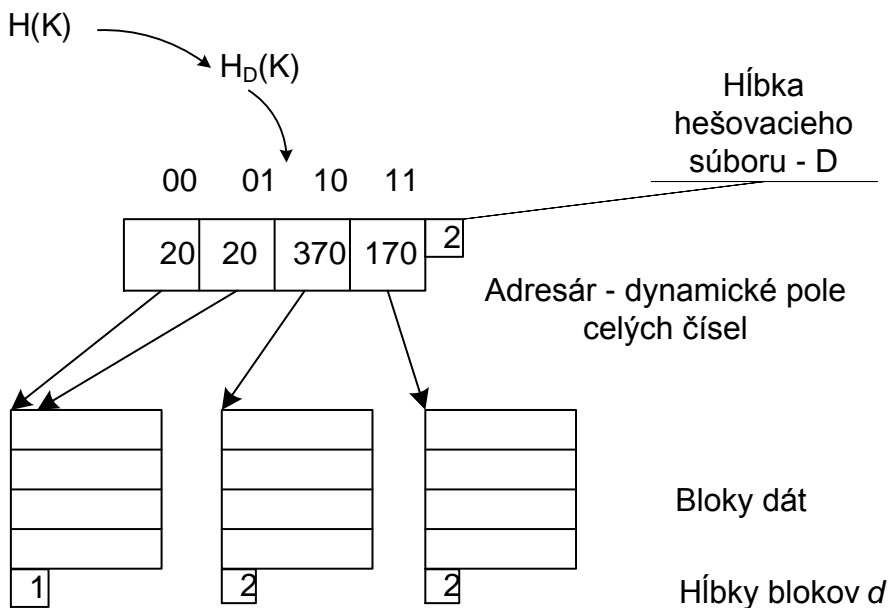 H(K)
H_D(K)
Hĺbka
hešovacieho
súboru - D
00 01 10 11
20 20 370 170 2
Adresár - dynamické pole
celých čísel
Bloky dát
1 2 2
Hĺbky blokov d